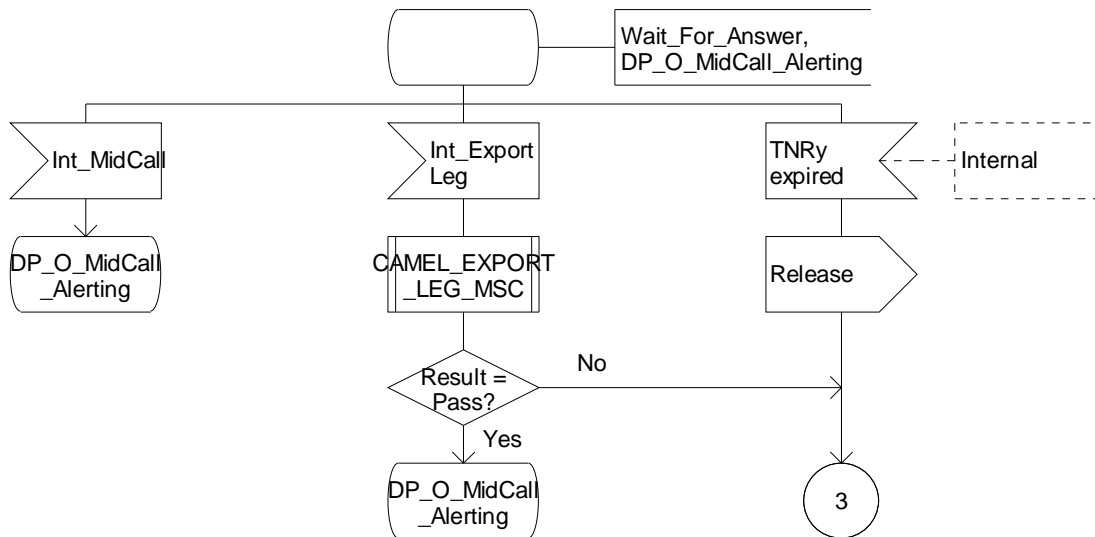 Wait_For_Answer,
DP_O_MidCall_Alerting
Int_MidCall
Int_Export
Leg
TNRy
expired
Internal
DP_O_MidCall
_Alerting
CAMEL_EXPORT
_LEG_MSC
Release
Result =
Pass?
No
Yes
DP_O_MidCall
_Alerting
3